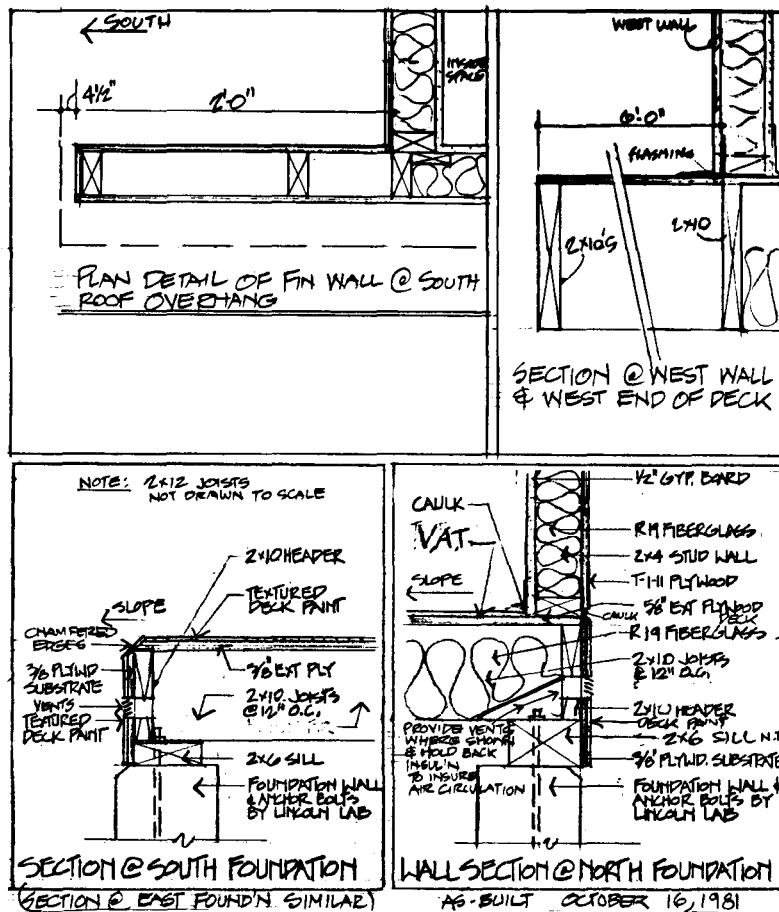 SOUTH
4½"
2'0"
INSIDE
SPACE
PLAN DETAIL OF FIN WALL @ SOUTH
ROOF OVERHANG
WEST WALL
6'0"
FLASHING
2x10'S
2x10
SECTION @ WEST WALL
& WEST END OF DECK
NOTE: 2x12 JOISTS
NOT DRAWN TO SCALE
2x10 HEADER
TEXTURED
DECK PAINT
SLOPE
CHAMFERED
EDGES
3/8 PLYWD
SUBSTRATE
VENTS
TEXTURED
DECK PAINT
5/8" EXT PLY
2x10 JOISTS
@ 12" O.C.
2x6 SILL
FOUNDATION WALL
& ANCHOR BOLTS
BY LINCOLN LAB
SECTION @ SOUTH FOUNDATION
(SECTION @ EAST FOUND'N SIMILAR)
CAULK
VAT
SLOPE
½" GYP. BOARD
R 19 FIBERGLASS
2x4 STUD WALL
T-1-11 PLYWOOD
5/8" EXT PLYWOOD
CAULK DECK
R 19 FIBERGLASS
2x10 JOISTS
@ 12" O.C.
2x10 HEADER
DECK PAINT
2x6 SILL
3/8" PLYWD. SUBSTRATE
PROVIDE VENTS
WHERE SHOWN
& HOLD BACK
INSUL'N
TO INSURE
AIR CIRCULATION
FOUNDATION WALL &
ANCHOR BOLTS BY
LINCOLN LAB
WALL SECTION @ NORTH FOUNDATION
AS-BUILT OCTOBER 16, 1981